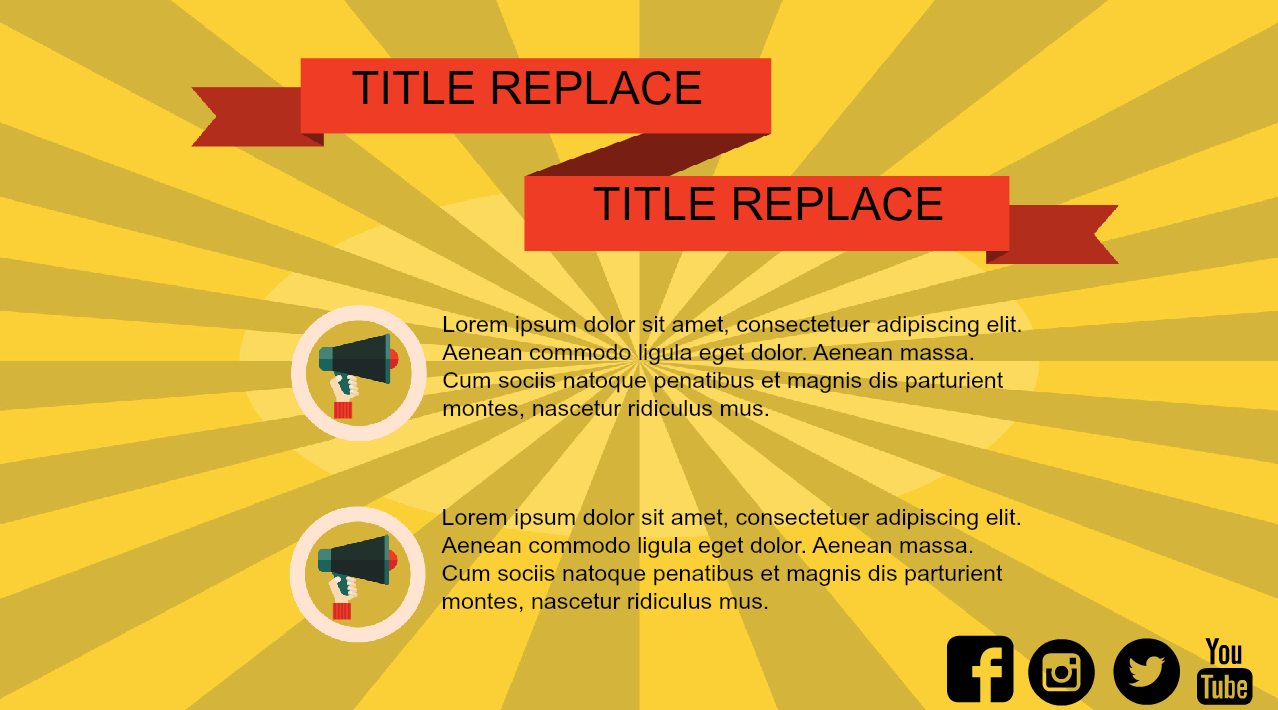 TITLE REPLACE
TITLE REPLACE
Lorem ipsum dolor sit amet, consectetuer adipiscing elit.
Aenean commodo ligula eget dolor. Aenean massa.
Cum sociis natoque penatibus et magnis dis parturient
montes, nascetur ridiculus mus.
Lorem ipsum dolor sit amet, consectetuer adipiscing elit.
Aenean commodo ligula eget dolor. Aenean massa.
Cum sociis natoque penatibus et magnis dis parturient
montes, nascetur ridiculus mus.
You
Tube